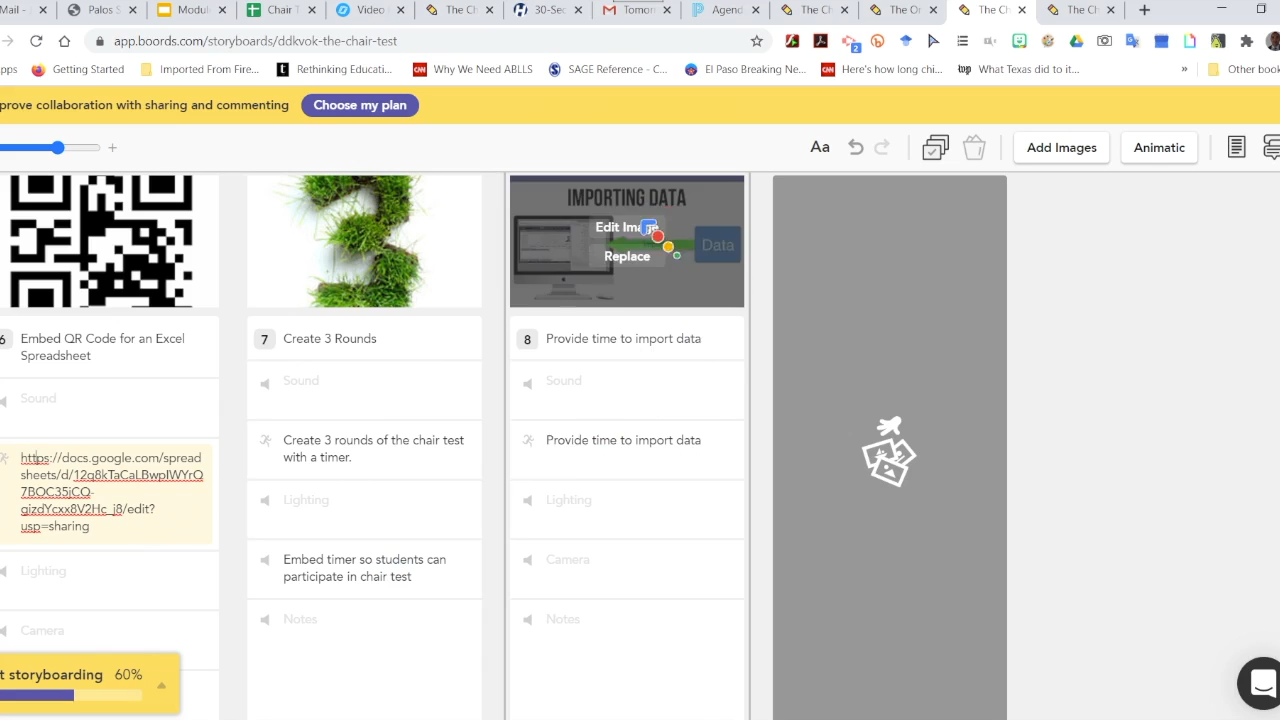 Mail -
Palos S
Modul
Chair T
Video
The Ch
30-Sec
Tomorr
Agenda
The Ch
The Or
The Ch
The Ch
app.boords.com/storyboards/ddkvok-the-chair-test
2
pps
Getting Started
Imported From Fire...
Rethinking Educati...
Why We Need ABLLS
SAGE Reference - C...
El Paso Breaking Ne...
Here's how long chi...
What Texas did to it...
»
Other book
prove collaboration with sharing and commenting
Choose my plan
+
Aa
Add Images
Animatic
IMPORTING DATA
Edit Image
Replace
Data
6 Embed QR Code for an Excel
Spreadsheet
Sound
https://docs.google.com/spread
sheets/d/12q8kTaCaLBwpIWYrQ
7BOC35jCQ-
gizdYcxx8V2Hc_j8/edit?
usp=sharing
Lighting
Camera
7 Create 3 Rounds
Sound
Create 3 rounds of the chair test
with a timer.
Lighting
Embed timer so students can
participate in chair test
Notes
8 Provide time to import data
Sound
Provide time to import data
Lighting
Camera
Notes
t storyboarding 60%